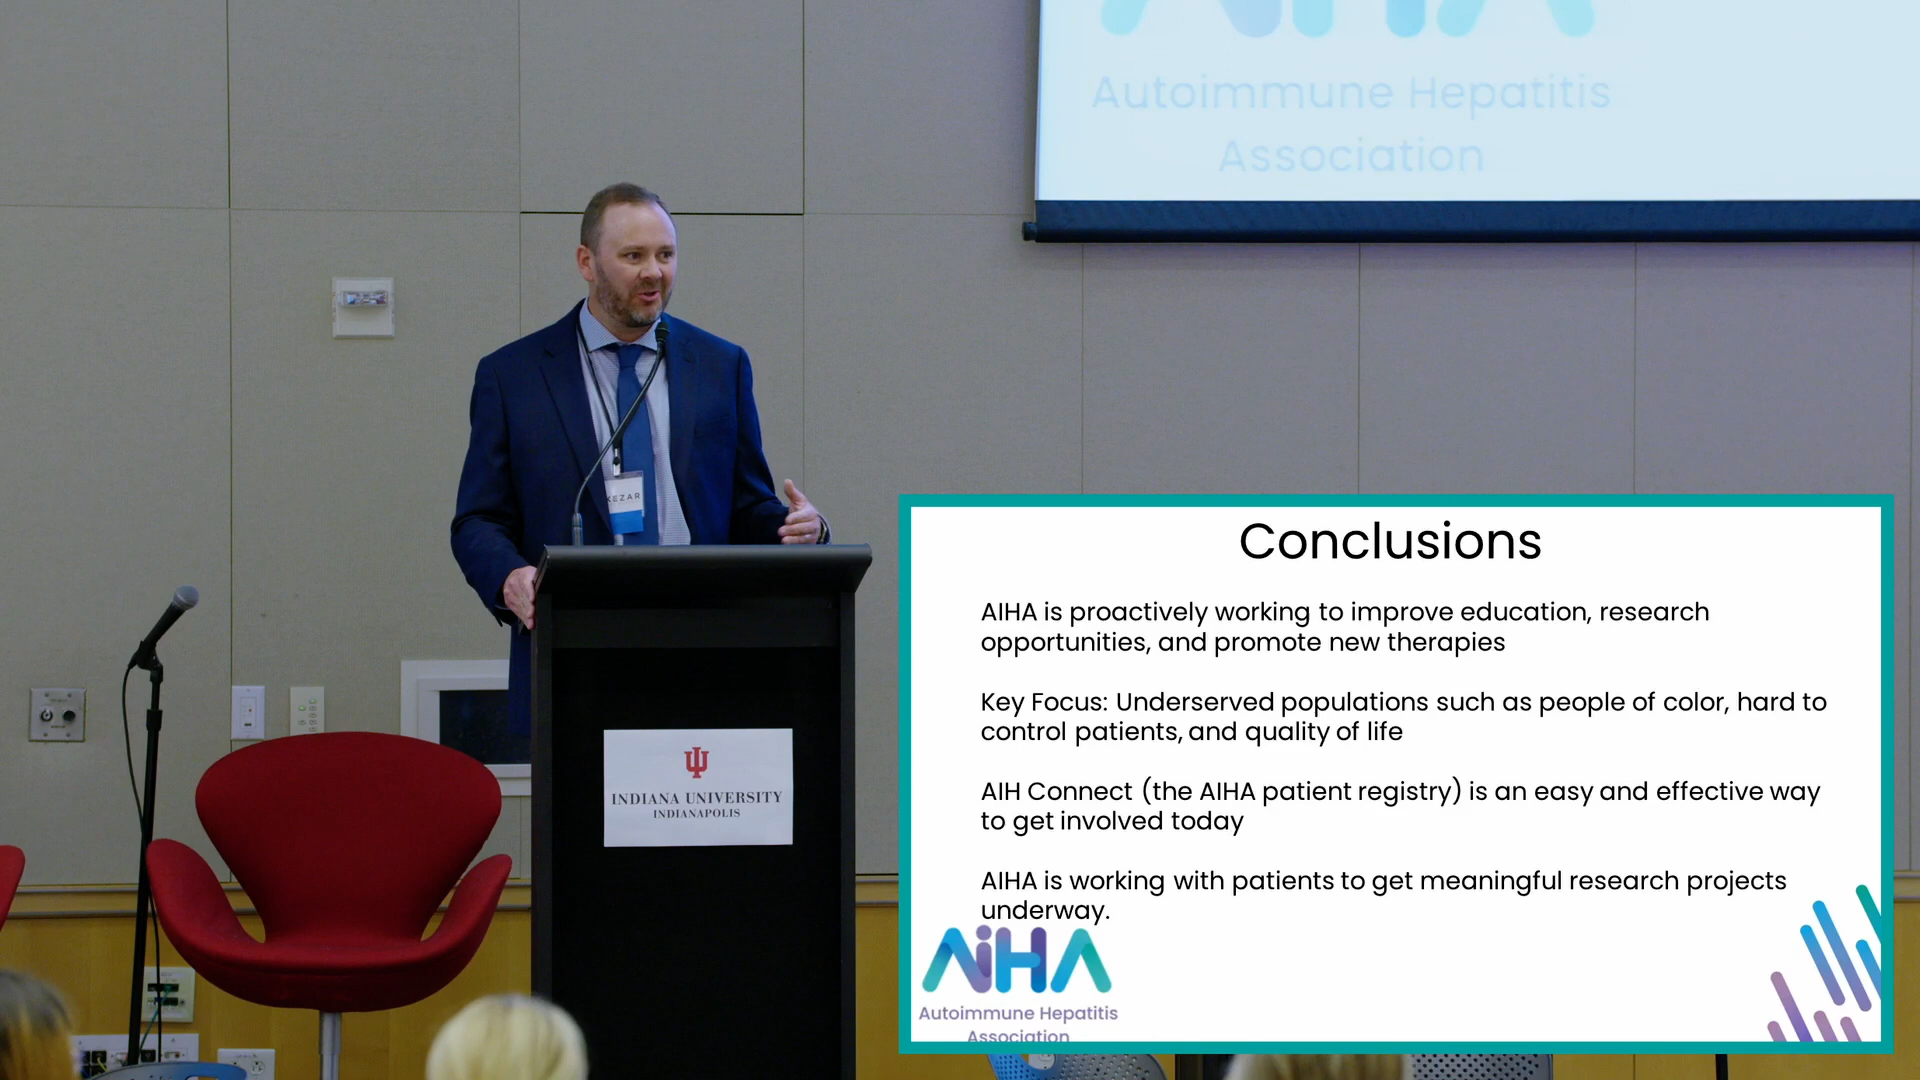 AiHA
Autoimmune Hepatitis
Association
KEZAR
INDIANA UNIVERSITY
INDIANAPOLIS
Conclusions
AIHA is proactively working to improve education, research
opportunities, and promote new therapies
Key Focus: Underserved populations such as people of color, hard to
control patients, and quality of life
AIH Connect (the AIHA patient registry) is an easy and effective way
to get involved today
AIHA is working with patients to get meaningful research projects
underway.
AiHA
Autoimmune Hepatitis
Association